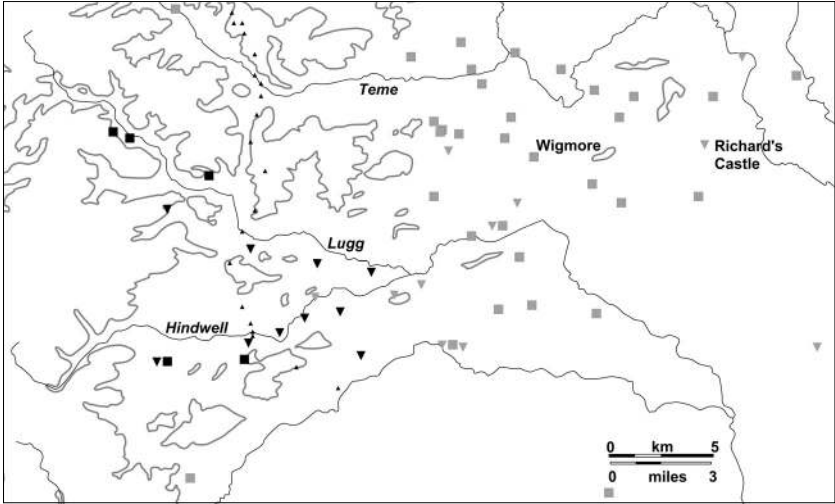 Teme
Wigmore
Richard's
Castle
Lugg
Hindwell
0 km 5
0 miles 3